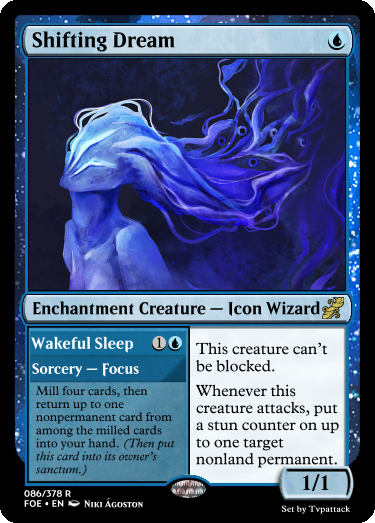 Shifting Dream
Enchantment Creature — Icon Wizard
Wakeful Sleep 1
Sorcery — Focus
Mill four cards, then
return up to one
nonpermanent card from
among the milled cards
into your hand. (Then put
this card into its owner's
sanctum.)
This creature can't
be blocked.
Whenever this
creature attacks, put
a stun counter on up
to one target
nonland permanent.
1/1
086/378 R
FOE • EN Niki Ágoston
Set by Tvpattack